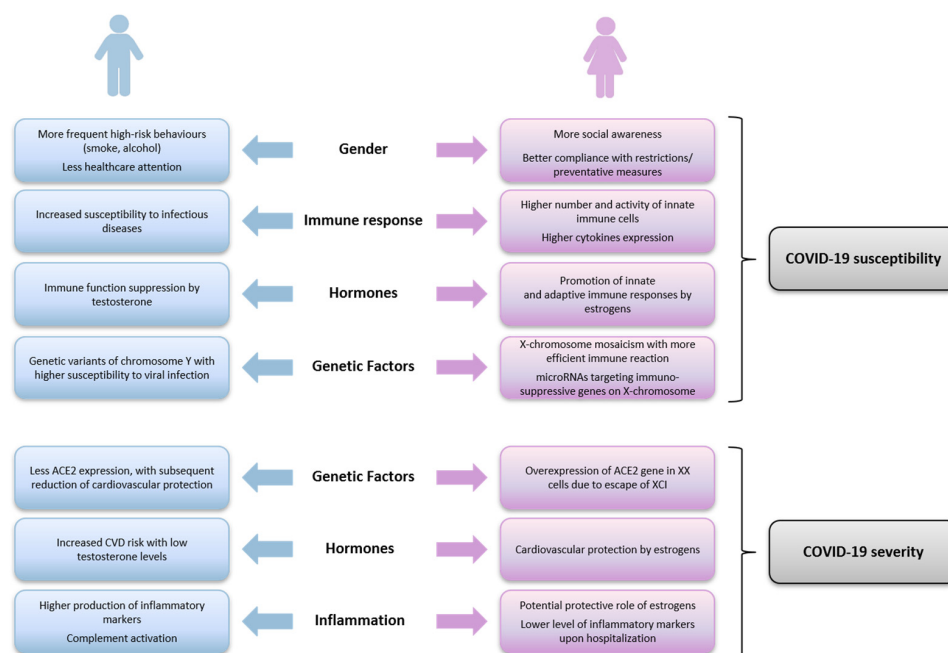 More frequent high-risk behaviours
(smoke, alcohol)
Less healthcare attention
Gender
More social awareness
Better compliance with restrictions/
preventative measures
Increased susceptibility to infectious
diseases
Immune response
Higher number and activity of innate
immune cells
Higher cytokines expression
COVID-19 susceptibility
Immune function suppression by
testosterone
Hormones
Promotion of innate
and adaptive immune responses by
estrogens
Genetic variants of chromosome Y with
higher susceptibility to viral infection
Genetic Factors
X-chromosome mosaicism with more
efficient immune reaction
microRNAs targeting immuno-
suppressive genes on X-chromosome
Less ACE2 expression, with subsequent
reduction of cardiovascular protection
Genetic Factors
Overexpression of ACE2 gene in XX
cells due to escape of XCI
Increased CVD risk with low
testosterone levels
Hormones
Cardiovascular protection by estrogens
COVID-19 severity
Higher production of inflammatory
markers
Complement activation
Inflammation
Potential protective role of estrogens
Lower level of inflammatory markers
upon hospitalization